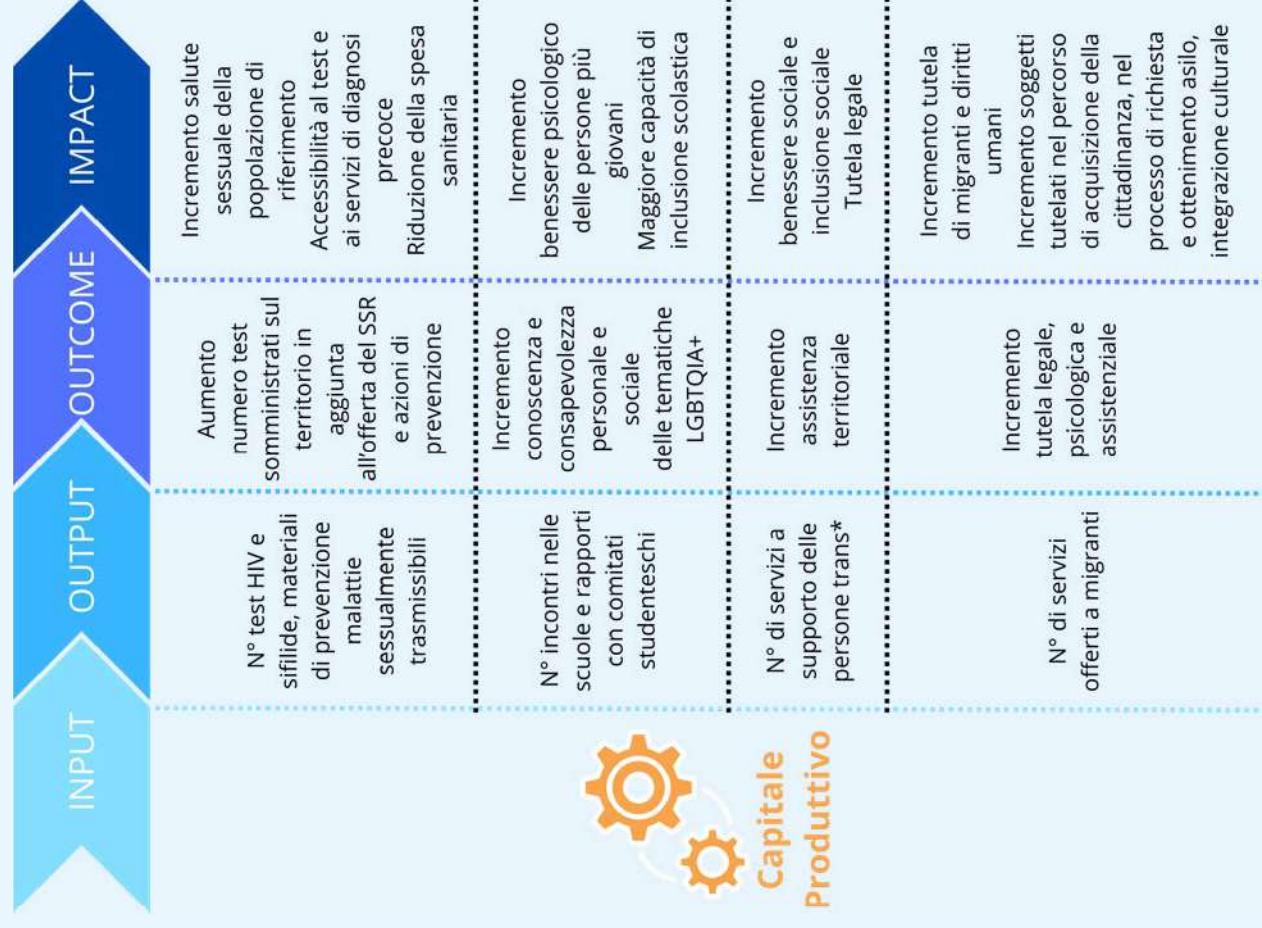 INPUT
OUTPUT
OUTCOME
IMPACT
Capitale
Produttivo
N° test HIV e
sifilide, materiali
di prevenzione
malattie
sessualmente
trasmissibili
Aumento
numero test
somministrati sul
territorio in
aggiunta
all’offerta del SSR
e azioni di
prevenzione
Incremento salute
sessuale della
popolazione di
riferimento
Accessibilità al test e
ai servizi di diagnosi
precoce
Riduzione della spesa
sanitaria
N° incontri nelle
scuole e rapporti
con comitati
studenteschi
Incremento
conoscenza e
consapevolezza
personale e
sociale
delle tematiche
LGBTQIA+
Incremento
benessere psicologico
delle persone più
giovani
Maggiore capacità di
inclusione scolastica
N° di servizi a
supporto delle
persone trans*
Incremento
assistenza
territoriale
Incremento
benessere sociale e
inclusione sociale
Tutela legale
N° di servizi
offerti a migranti
Incremento
tutela legale,
psicologica e
assistenziale
Incremento tutela
di migranti e diritti
umani
Incremento soggetti
tutelati nel percorso
di acquisizione della
cittadinanza, nel
processo di richiesta
e ottenimento asilo,
integrazione culturale